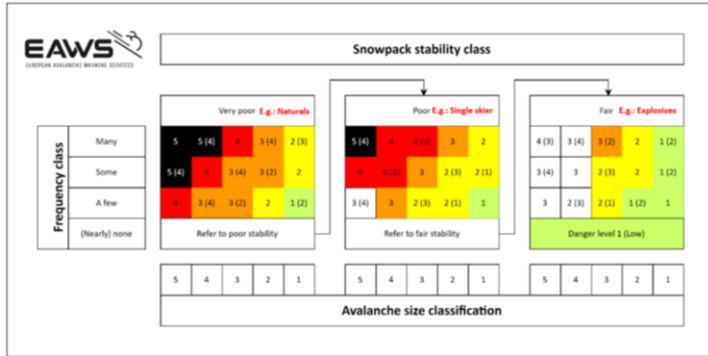 EAWS
EUROPEAN AVALANCHE WARNING SERVICES
Snowpack stability class
Very poor E.g.: Naturals
Poor E.g.: Single skier
Fair E.g.: Explosives
Frequency class
Many 5 5 (4) 4 3 (4) 2 (3) 5 (4) 4 4 (3) 3 2 4 (3) 3 (4) 3 (2) 2 1 (2)
Some 5 (4) 4 3 (4) 3 (2) 2 4 4 (3) 3 2 (3) 2 (1) 3 (4) 3 2 (3) 2 1 (2)
A few 4 3 (4) 3 (2) 2 1 (2) 3 (4) 3 2 (3) 2 (1) 1 3 2 (3) 2 (1) 1 (2) 1
(Nearly) none Refer to poor stability Refer to fair stability Danger level 1 (Low)
5 4 3 2 1 5 4 3 2 1 5 4 3 2 1
Avalanche size classification